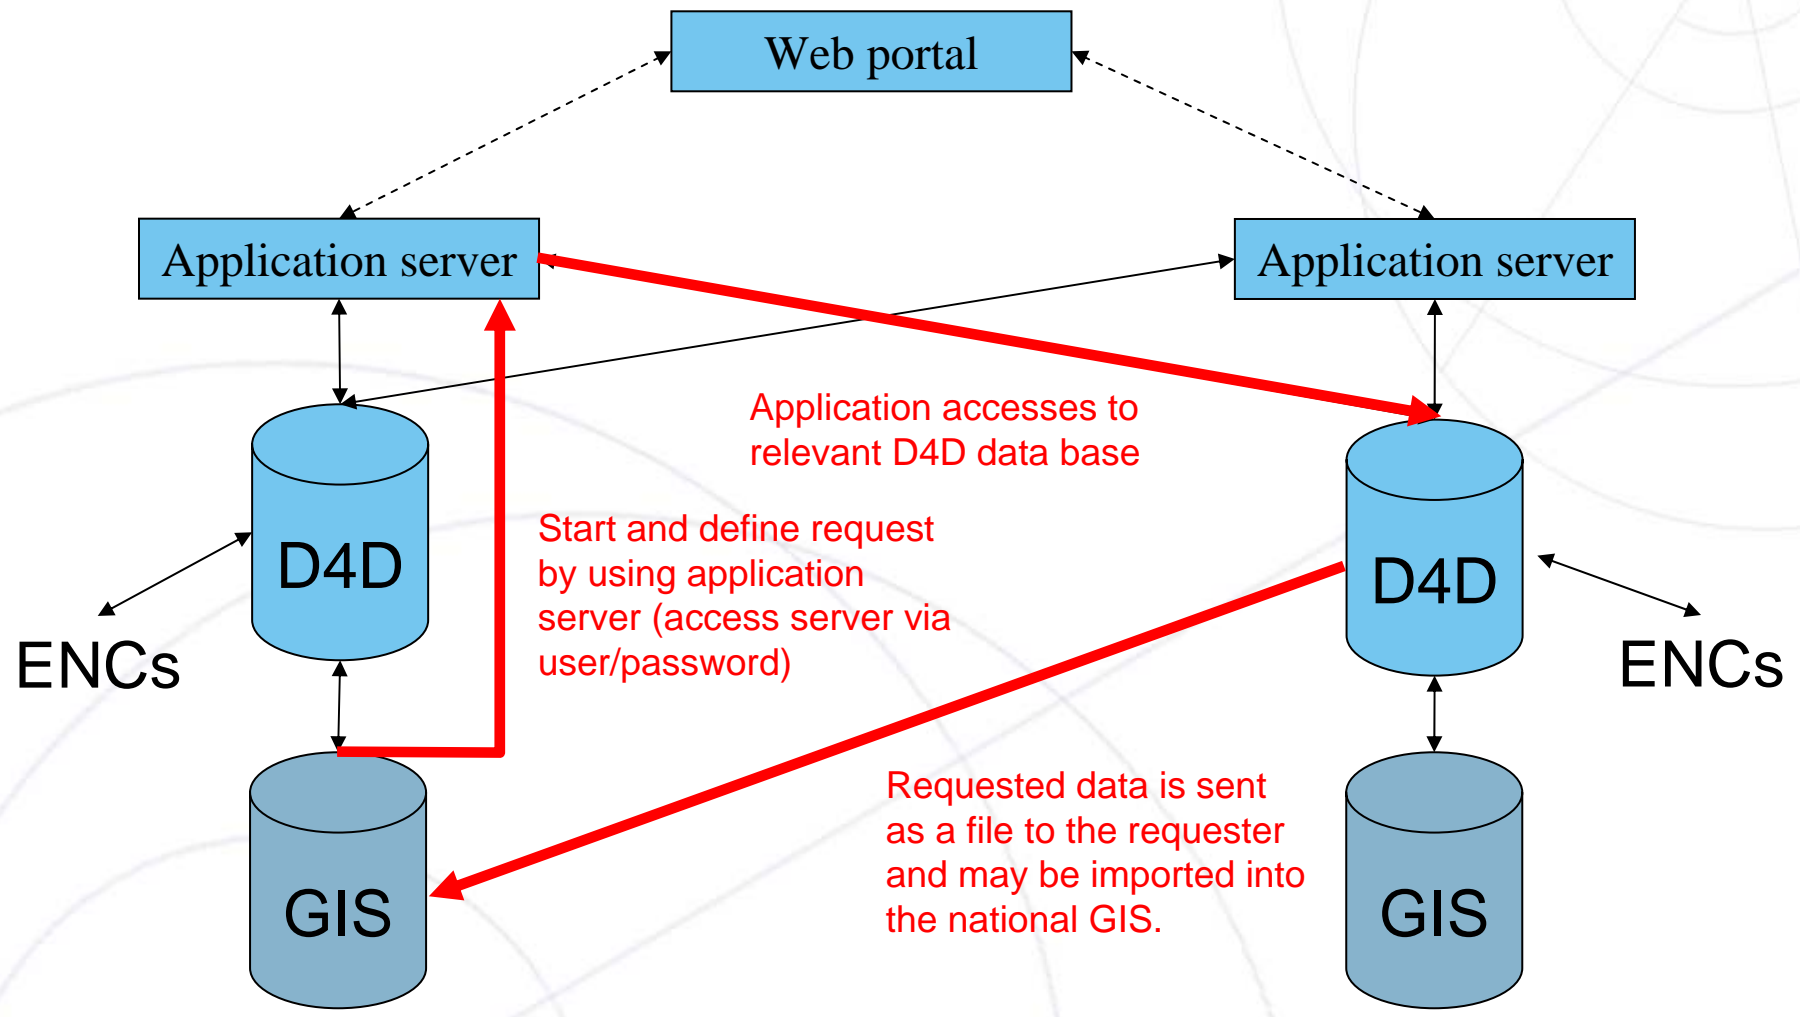 Web portal
Application server
Application server
Application accesses to
relevant D4D data base
Start and define request
by using application
server (access server via
user/password)
D4D
D4D
ENCs
ENCs
Requested data is sent
as a file to the requester
and may be imported into
the national GIS.
GIS
GIS